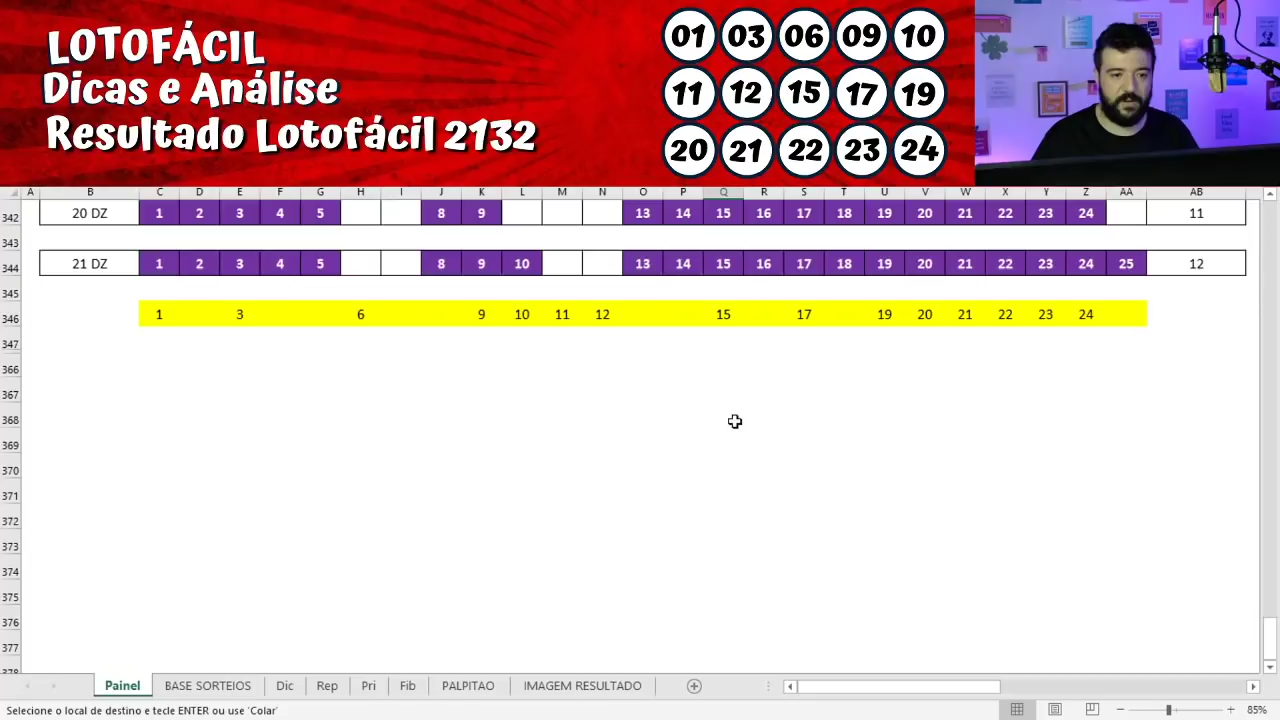 LOTOFÁCIL
Dicas e Análise
Resultado Lotofácil 2132
01 03 06 09 10
11 12 15 17 19
20 21 22 23 24
A B C D E F G H I J K L M N O P Q R S T U V W X Y Z AA AB
342 20 DZ 1 2 3 4 5 8 9 13 14 15 16 17 18 19 20 21 22 23 24 11
343
344 21 DZ 1 2 3 4 5 8 9 10 13 14 15 16 17 18 19 20 21 22 23 24 25 12
345
346 1 3 6 9 10 11 12 15 17 19 20 21 22 23 24
347
366
367
368
369
370
371
372
373
374
375
376
377
378
Painel BASE SORTEIOS Dic Rep Pri Fib PALPITAO IMAGEM RESULTADO
Selecione o local de destino e tecle ENTER ou use 'Colar' 85%